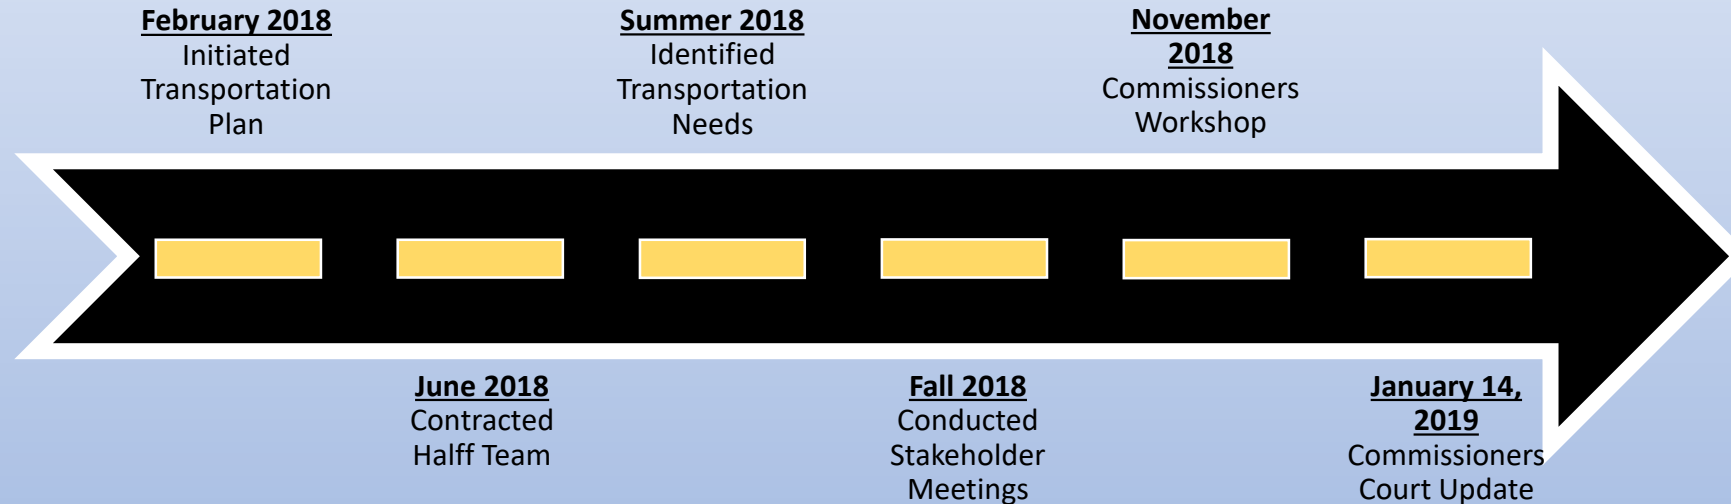 February 2018
Initiated
Transportation
Plan
Summer 2018
Identified
Transportation
Needs
November
2018
Commissioners
Workshop
June 2018
Contracted
Halff Team
Fall 2018
Conducted
Stakeholder
Meetings
January 14,
2019
Commissioners
Court Update